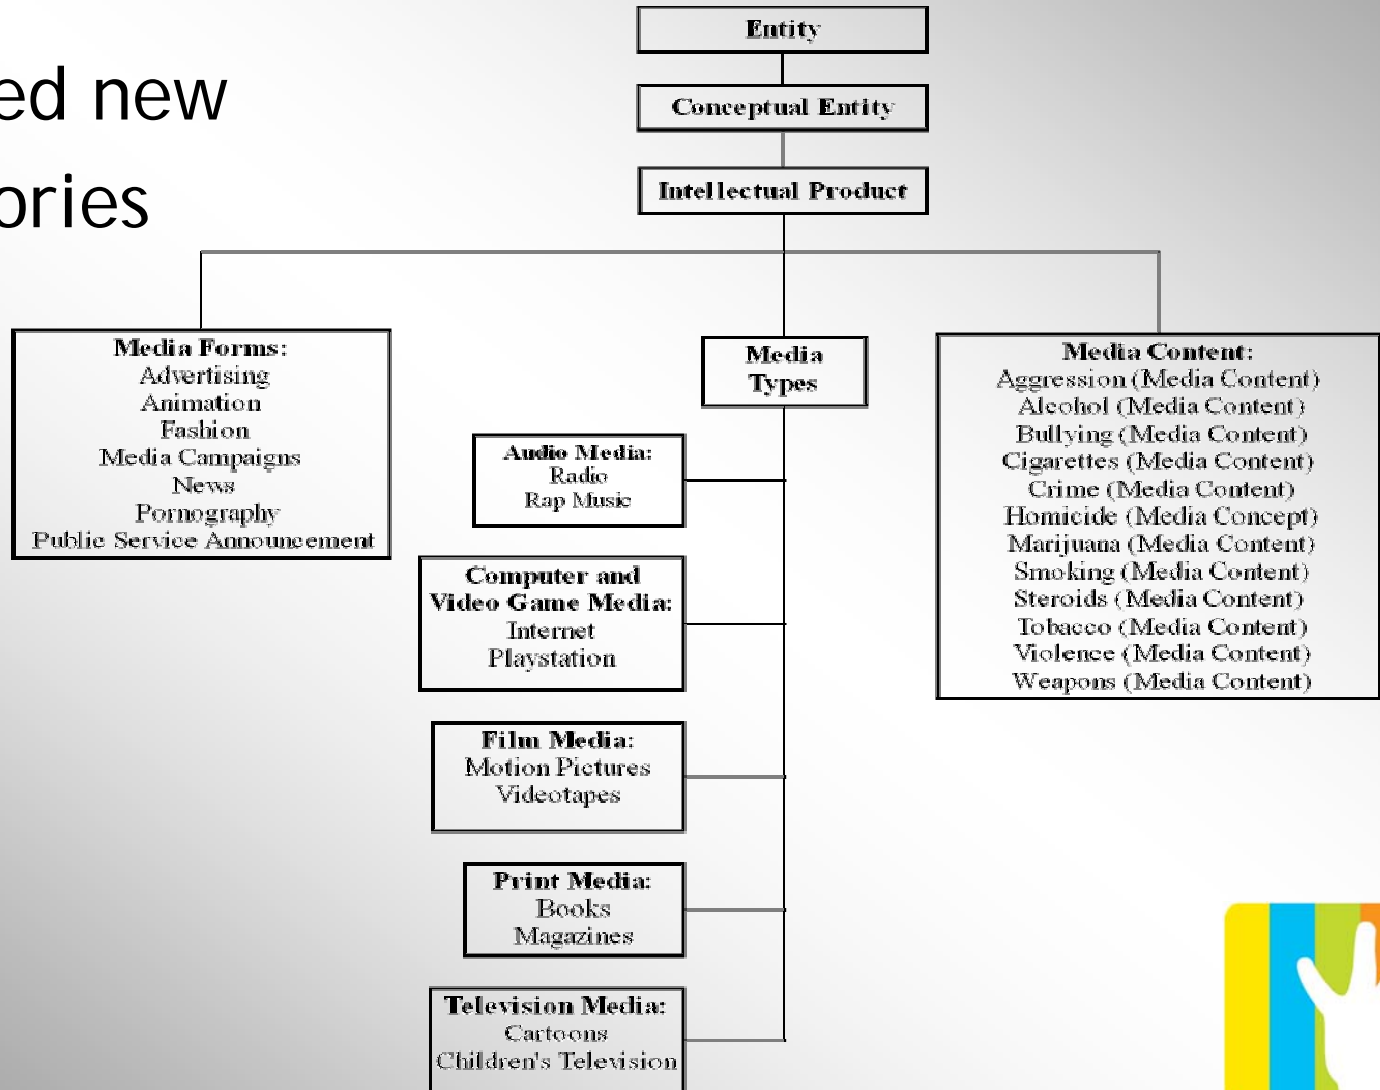 ed new
ories
Entity
Conceptual Entity
Intellectual Product
Media Forms:
Advertising
Animation
Fashion
Media Campaigns
News
Pornography
Public Service Announcement
Media
Types
Audio Media:
Radio
Rap Music
Computer and
Video Game Media:
Internet
Playstation
Film Media:
Motion Pictures
Videotapes
Print Media:
Books
Magazines
Television Media:
Cartoons
Children's Television
Media Content:
Aggression (Media Content)
Alcohol (Media Content)
Bullying (Media Content)
Cigarettes (Media Content)
Crime (Media Content)
Homicide (Media Concept)
Marijuana (Media Content)
Smoking (Media Content)
Steroids (Media Content)
Tobacco (Media Content)
Violence (Media Content)
Weapons (Media Content)